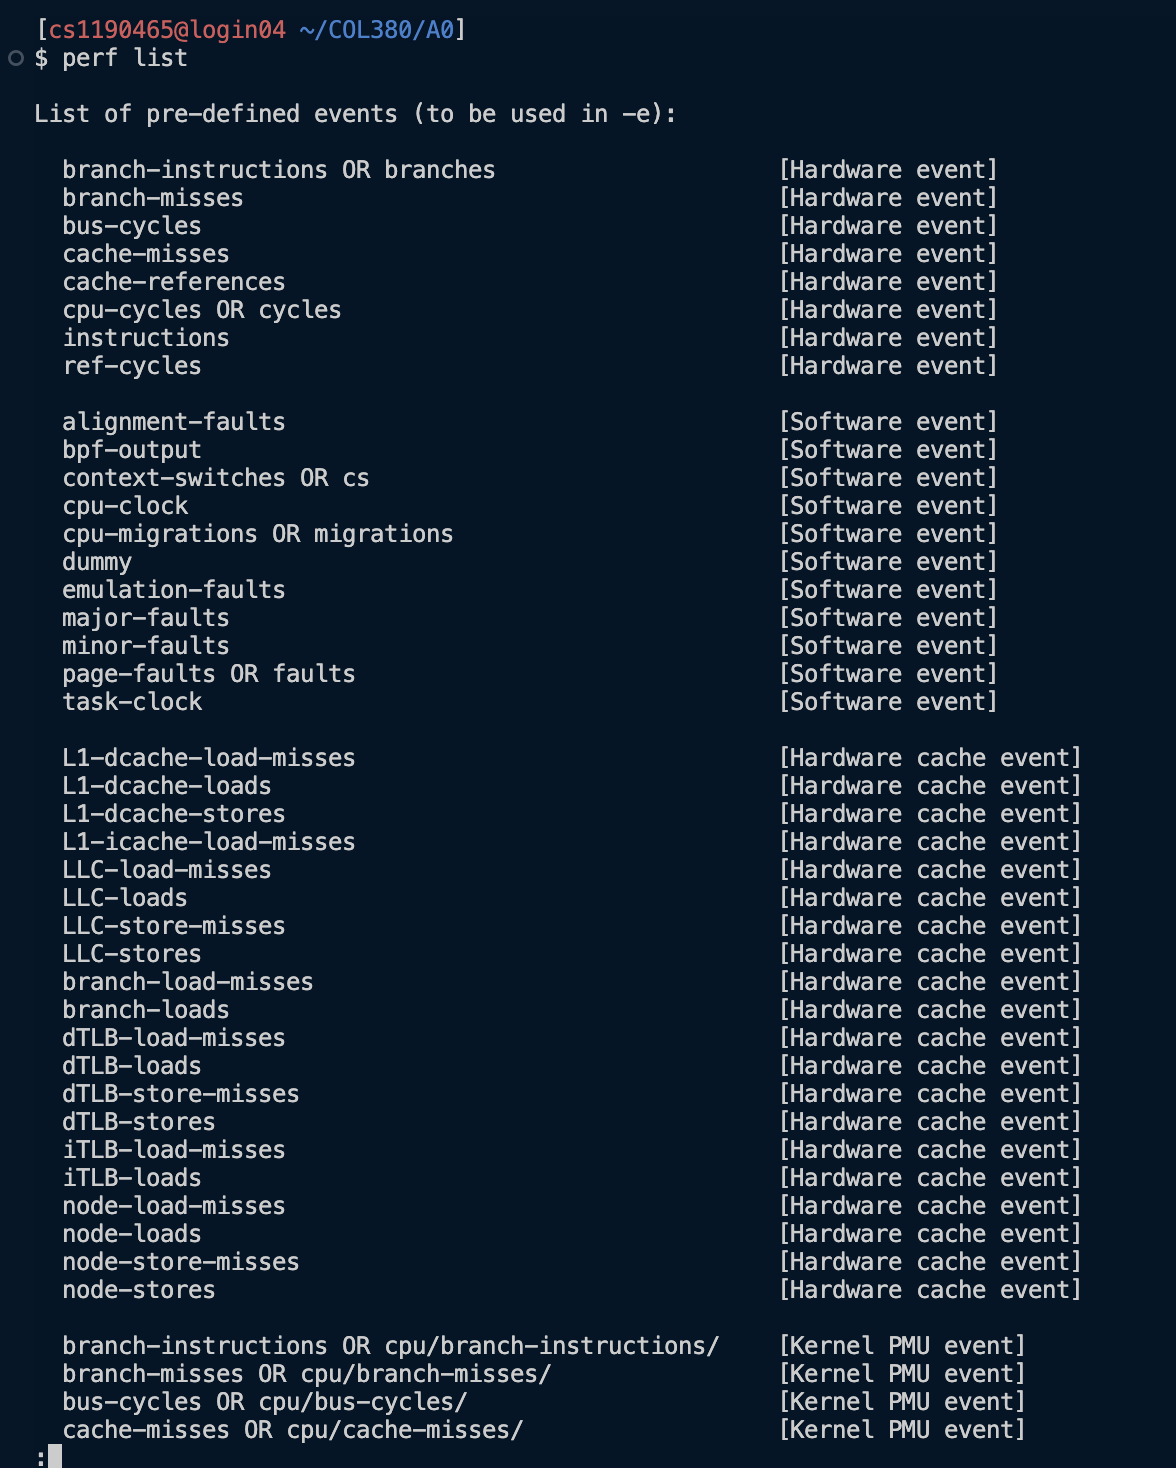 [cs1190465@login04 ~/COL380/A0]
$ perf list
List of pre-defined events (to be used in -e):
branch-instructions OR branches [Hardware event]
branch-misses [Hardware event]
bus-cycles [Hardware event]
cache-misses [Hardware event]
cache-references [Hardware event]
cpu-cycles OR cycles [Hardware event]
instructions [Hardware event]
ref-cycles [Hardware event]
alignment-faults [Software event]
bpf-output [Software event]
context-switches OR cs [Software event]
cpu-clock [Software event]
cpu-migrations OR migrations [Software event]
dummy [Software event]
emulation-faults [Software event]
major-faults [Software event]
minor-faults [Software event]
page-faults OR faults [Software event]
task-clock [Software event]
L1-dcache-load-misses [Hardware cache event]
L1-dcache-loads [Hardware cache event]
L1-dcache-stores [Hardware cache event]
L1-icache-load-misses [Hardware cache event]
LLC-load-misses [Hardware cache event]
LLC-loads [Hardware cache event]
LLC-store-misses [Hardware cache event]
LLC-stores [Hardware cache event]
branch-load-misses [Hardware cache event]
branch-loads [Hardware cache event]
dTLB-load-misses [Hardware cache event]
dTLB-loads [Hardware cache event]
dTLB-store-misses [Hardware cache event]
dTLB-stores [Hardware cache event]
iTLB-load-misses [Hardware cache event]
iTLB-loads [Hardware cache event]
node-load-misses [Hardware cache event]
node-loads [Hardware cache event]
node-store-misses [Hardware cache event]
node-stores [Hardware cache event]
branch-instructions OR cpu/branch-instructions/ [Kernel PMU event]
branch-misses OR cpu/branch-misses/ [Kernel PMU event]
bus-cycles OR cpu/bus-cycles/ [Kernel PMU event]
cache-misses OR cpu/cache-misses/ [Kernel PMU event]
: